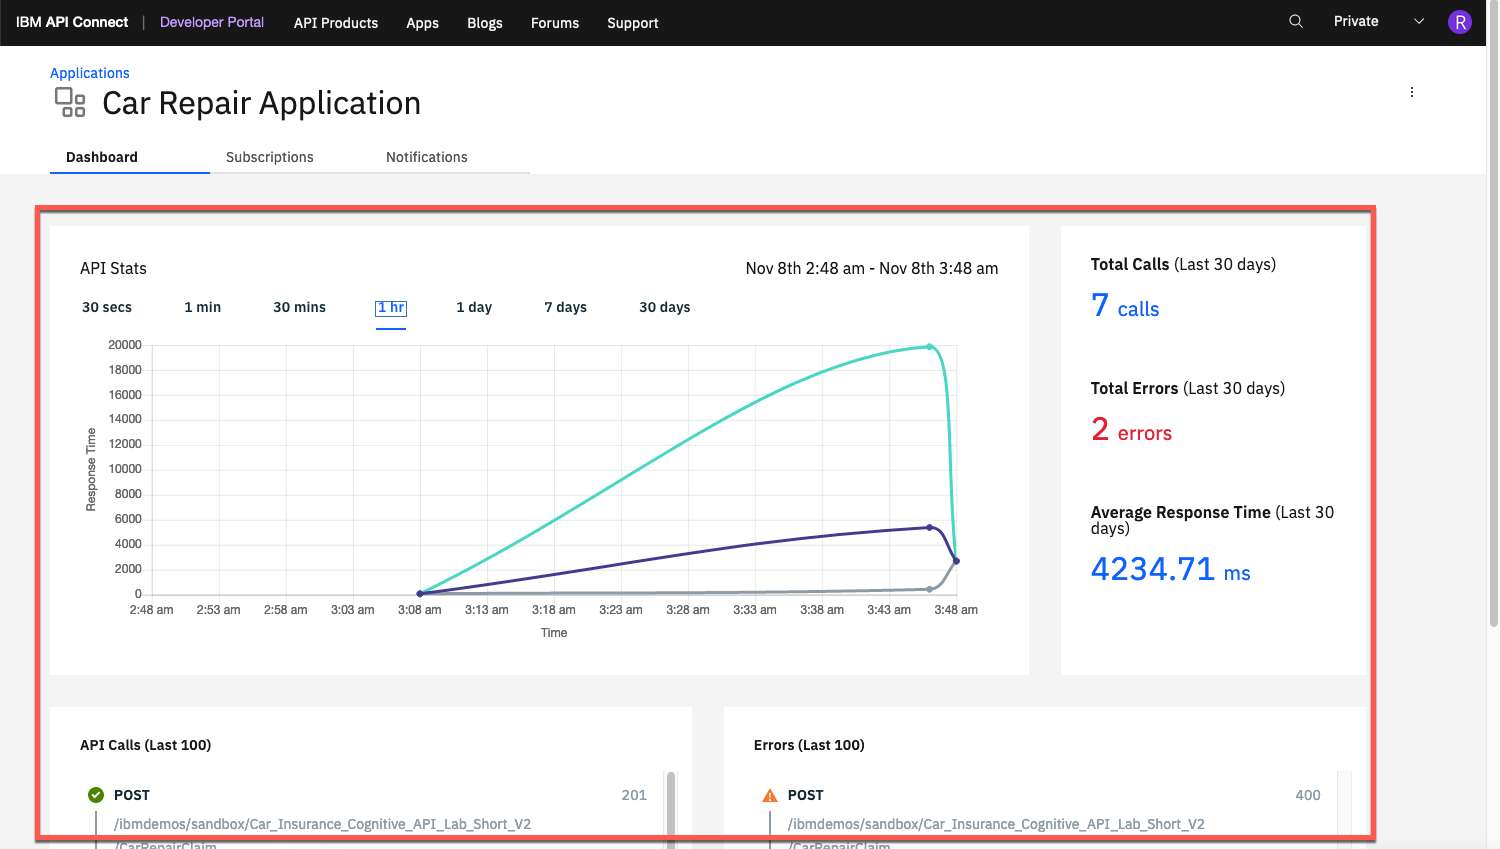 IBM API Connect | Developer Portal API Products Apps Blogs Forums Support Private R
Applications
Car Repair Application
Dashboard Subscriptions Notifications
API Stats Nov 8th 2:48 am - Nov 8th 3:48 am
30 secs 1 min 30 mins 1 hr 1 day 7 days 30 days
20000
18000
16000
14000
12000
10000
8000
6000
4000
2000
0
Response Time
2:48 am 2:53 am 2:58 am 3:03 am 3:08 am 3:13 am 3:18 am 3:23 am 3:28 am 3:33 am 3:38 am 3:43 am 3:48 am
Time
Total Calls (Last 30 days)
7 calls
Total Errors (Last 30 days)
2 errors
Average Response Time (Last 30
days)
4234.71 ms
API Calls (Last 100)
POST 201
/ibmdemos/sandbox/Car_Insurance_Cognitive_API_Lab_Short_V2
/CarRepairClaim
Errors (Last 100)
POST 400
/ibmdemos/sandbox/Car_Insurance_Cognitive_API_Lab_Short_V2
/CarRepairClaim